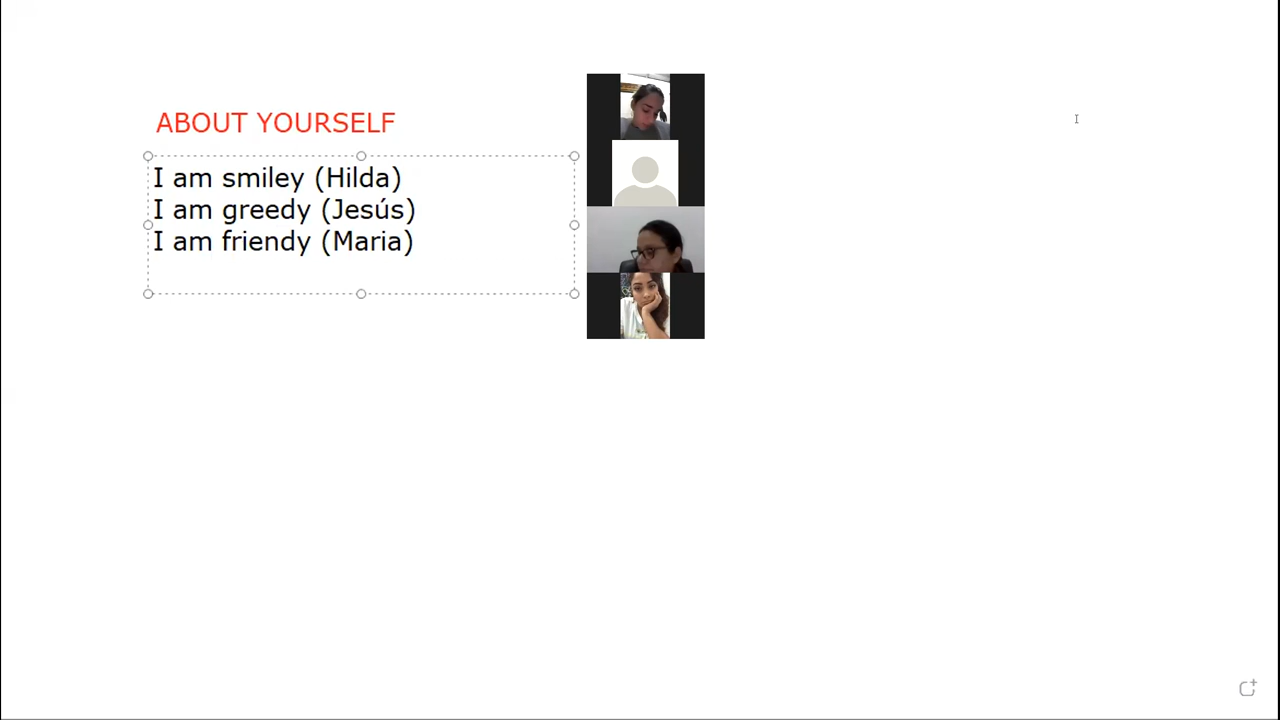 ABOUT YOURSELF
I am smiley (Hilda)
I am greedy (Jesús)
I am friendy (Maria)